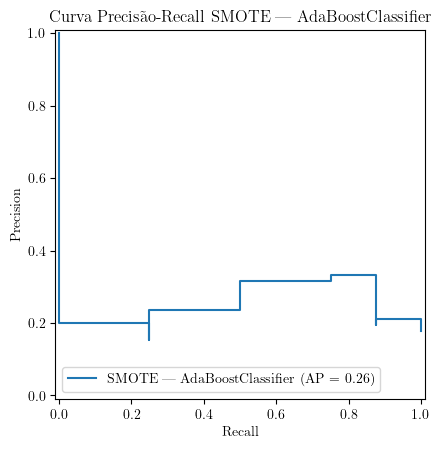 Curva Precisão-Recall SMOTE — AdaBoostClassifier
1.0
0.8
0.6
0.4
0.2
0.0
Precision
SMOTE — AdaBoostClassifier (AP = 0.26)
0.0 0.2 0.4 0.6 0.8 1.0
Recall